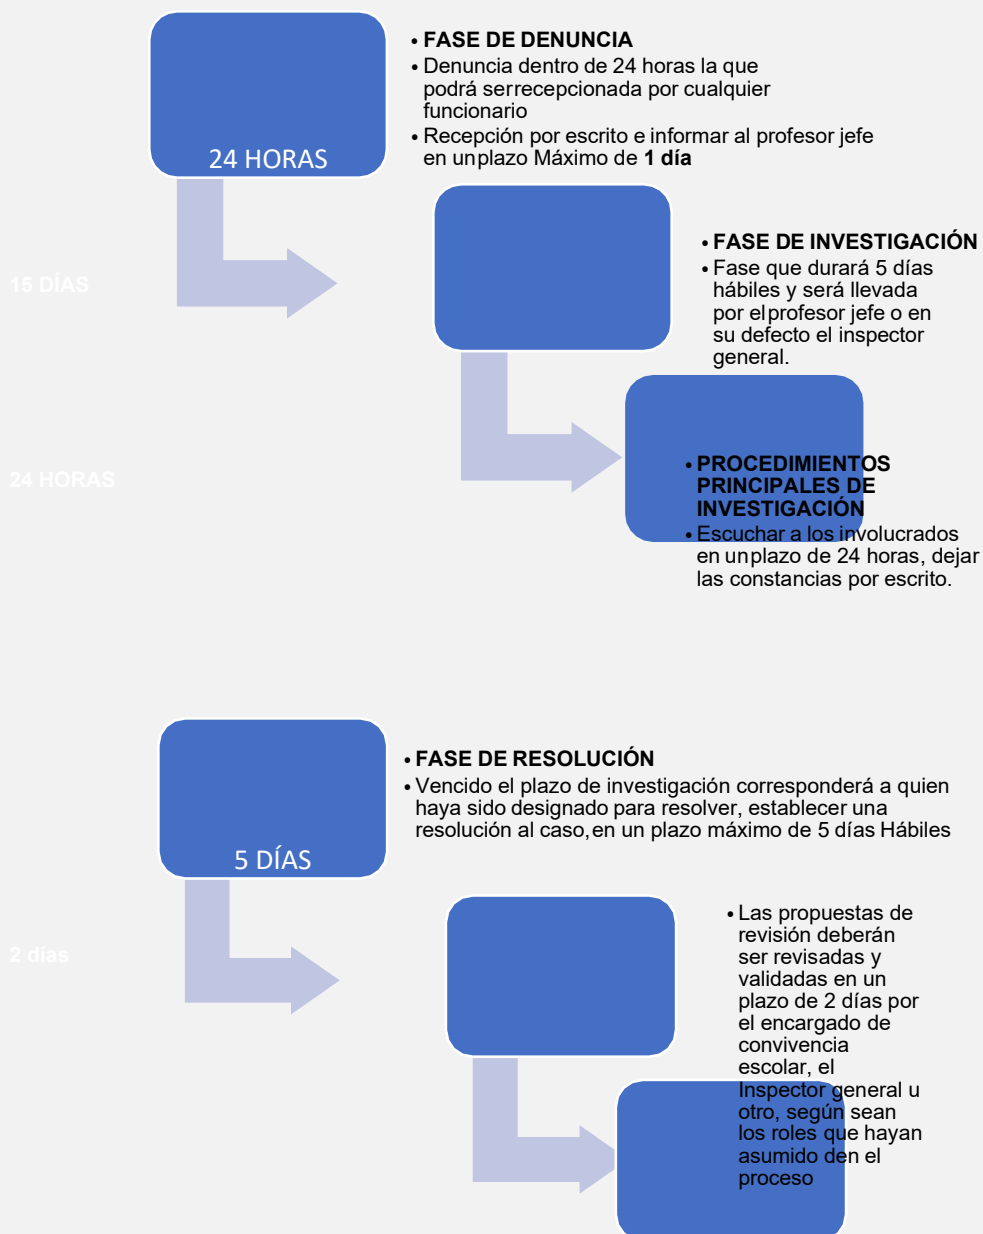 24 HORAS
• FASE DE DENUNCIA
• Denuncia dentro de 24 horas la que
podrá serrecepcionada por cualquier
funcionario
• Recepción por escrito e informar al profesor jefe
en unplazo Máximo de 1 día
15 DÍAS
• FASE DE INVESTIGACIÓN
• Fase que durará 5 días
hábiles y será llevada
por elprofesor jefe o en
su defecto el inspector
general.
24 HORAS
• PROCEDIMIENTOS
PRINCIPALES DE
INVESTIGACIÓN
• Escuchar a los involucrados
en unplazo de 24 horas, dejar
las constancias por escrito.
5 DÍAS
• FASE DE RESOLUCIÓN
• Vencido el plazo de investigación corresponderá a quien
haya sido designado para resolver, establecer una
resolución al caso, en un plazo máximo de 5 días Hábiles
2 días
• Las propuestas de
revisión deberán
ser revisadas y
validadas en un
plazo de 2 días por
el encargado de
convivencia
escolar, el
Inspector general u
otro, según sean
los roles que hayan
asumido den el
proceso